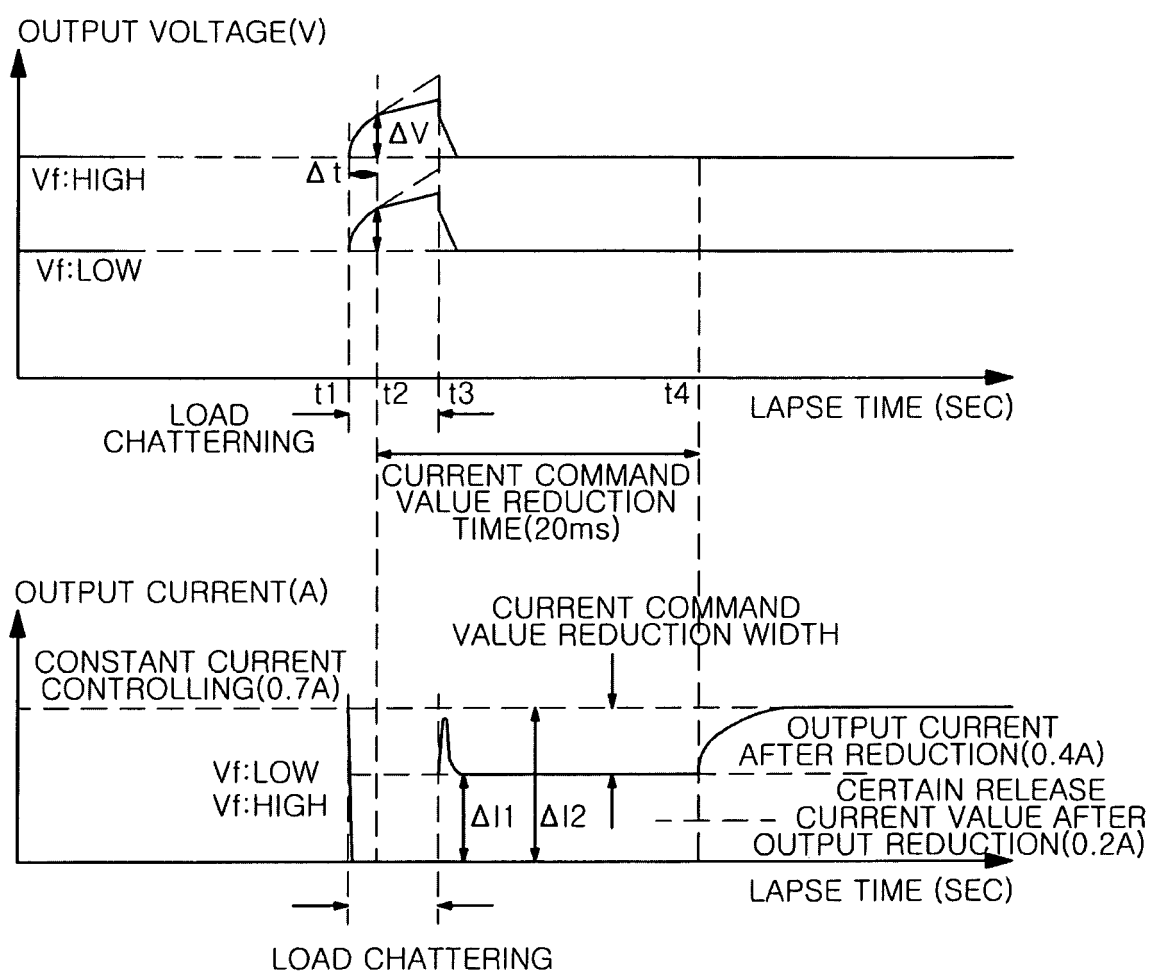 OUTPUT VOLTAGE(V)
ΔV
Δt
Vf:HIGH
Vf:LOW
t1
t2
t3
t4
LAPSE TIME (SEC)
LOAD
CHATTERNING
CURRENT COMMAND
VALUE REDUCTION
TIME(20ms)
OUTPUT CURRENT(A)
CURRENT COMMAND
VALUE REDUCTION WIDTH
CONSTANT CURRENT
CONTROLLING(0.7A)
OUTPUT CURRENT
AFTER REDUCTION(0.4A)
Vf:LOW
Vf:HIGH
ΔI1
ΔI2
CERTAIN RELEASE
CURRENT VALUE AFTER
OUTPUT REDUCTION(0.2A)
LAPSE TIME (SEC)
LOAD CHATTERING